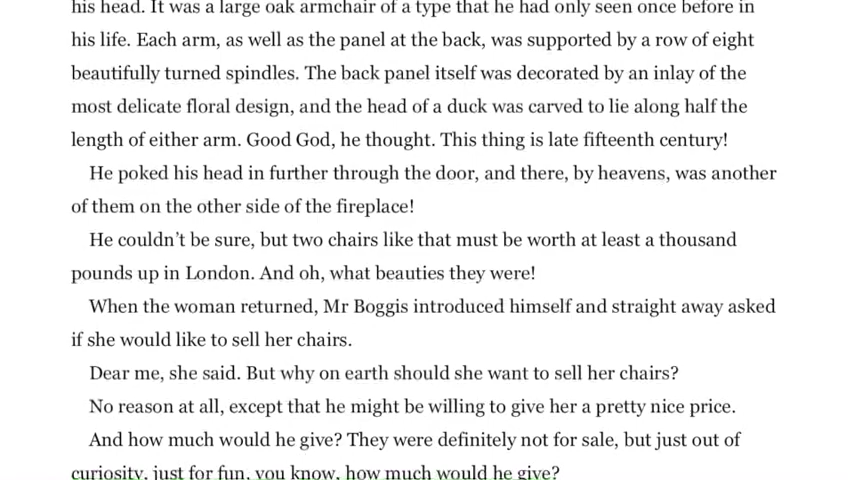 his head. It was a large oak armchair of a type that he had only seen once before in
his life. Each arm, as well as the panel at the back, was supported by a row of eight
beautifully turned spindles. The back panel itself was decorated by an inlay of the
most delicate floral design, and the head of a duck was carved to lie along half the
length of either arm. Good God, he thought. This thing is late fifteenth century!
He poked his head in further through the door, and there, by heavens, was another
of them on the other side of the fireplace!
He couldn’t be sure, but two chairs like that must be worth at least a thousand
pounds up in London. And oh, what beauties they were!
When the woman returned, Mr Boggis introduced himself and straight away asked
if she would like to sell her chairs.
Dear me, she said. But why on earth should she want to sell her chairs?
No reason at all, except that he might be willing to give her a pretty nice price.
And how much would he give? They were definitely not for sale, but just out of
curiosity, just for fun, you know, how much would he give?